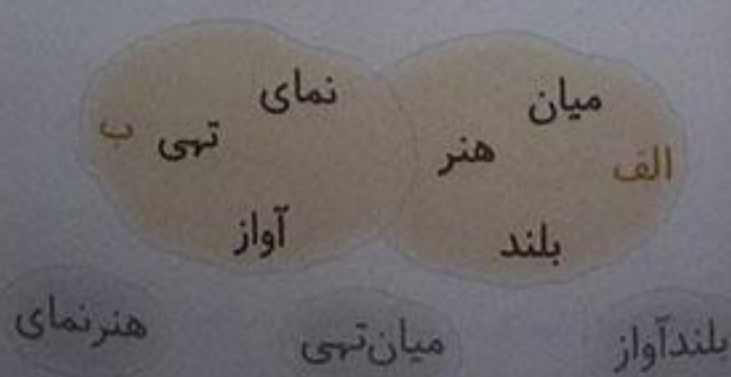 میان
هنر
الف
بلند
نمای
تهی
ب
آواز
بلندآواز
میان‌تهی
هنرنمای